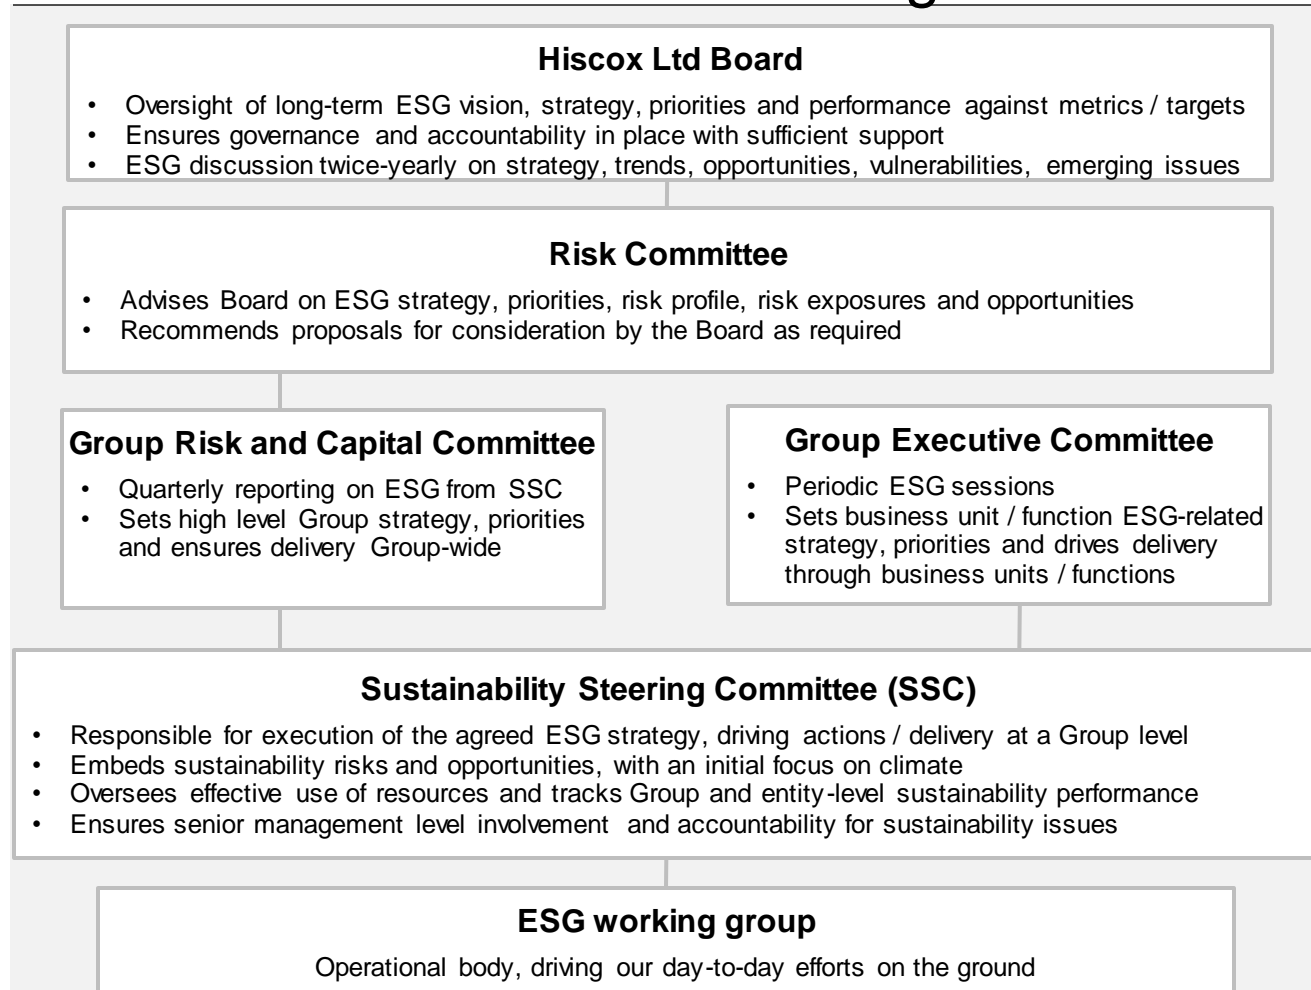 Hiscox Ltd Board
• Oversight of long-term ESG vision, strategy, priorities and performance against metrics / targets
• Ensures governance and accountability in place with sufficient support
• ESG discussion twice-yearly on strategy, trends, opportunities, vulnerabilities, emerging issues
Risk Committee
• Advises Board on ESG strategy, priorities, risk profile, risk exposures and opportunities
• Recommends proposals for consideration by the Board as required
Group Risk and Capital Committee
• Quarterly reporting on ESG from SSC
• Sets high level Group strategy, priorities
and ensures delivery Group-wide
Group Executive Committee
• Periodic ESG sessions
• Sets business unit / function ESG-related
strategy, priorities and drives delivery
through business units / functions
Sustainability Steering Committee (SSC)
• Responsible for execution of the agreed ESG strategy, driving actions / delivery at a Group level
• Embeds sustainability risks and opportunities, with an initial focus on climate
• Oversees effective use of resources and tracks Group and entity-level sustainability performance
• Ensures senior management level involvement and accountability for sustainability issues
ESG working group
Operational body, driving our day-to-day efforts on the ground